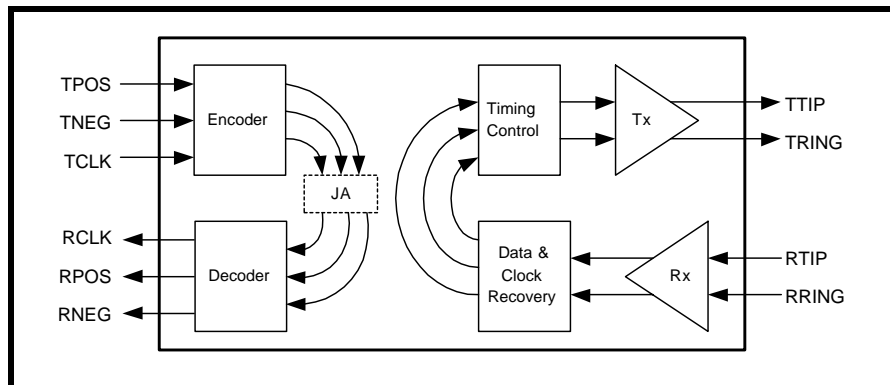 TPOS
TNEG
TCLK
Encoder
JA
RCLK
RPOS
RNEG
Decoder
Timing
Control
Tx
TTIP
TRING
Data &
Clock
Recovery
Rx
RTIP
RRING